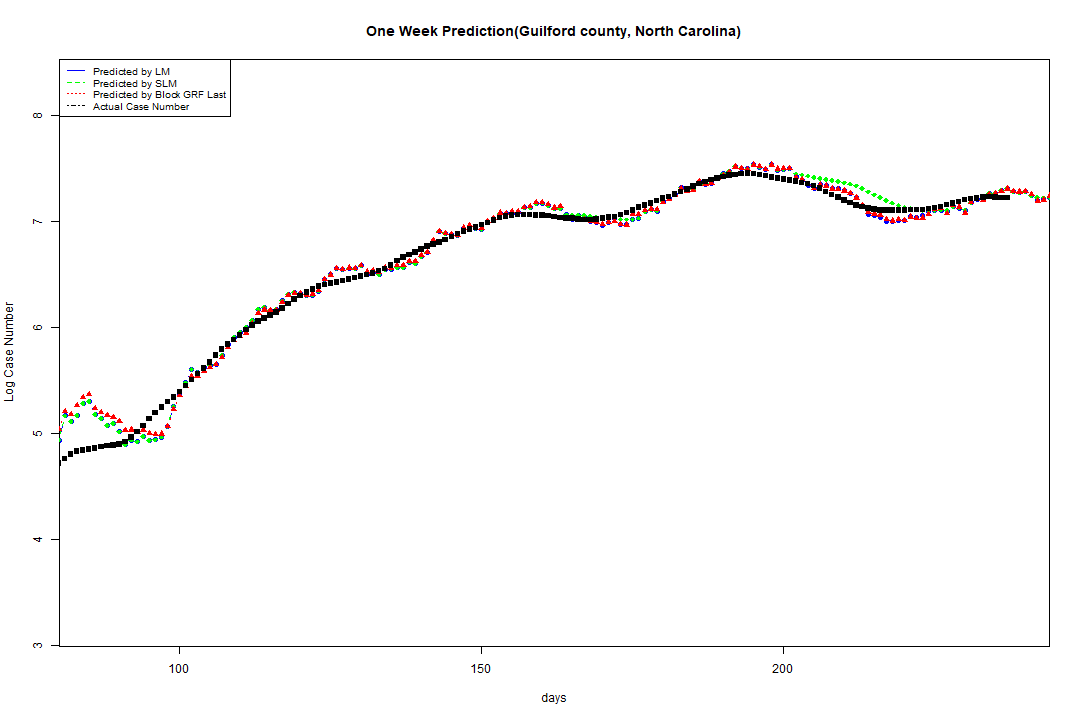 One Week Prediction(Guilford county, North Carolina)
Predicted by LM
Predicted by SLM
Predicted by Block GRF Last
Actual Case Number
Log Case Number
8
7
6
5
4
3
100 150 200
days